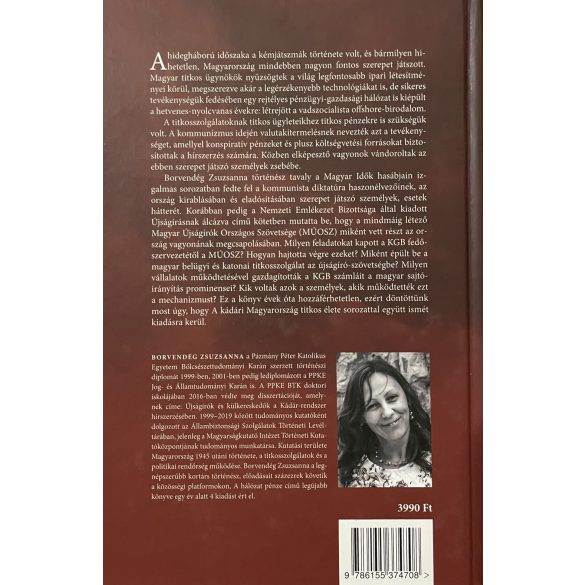 A hidegháború időszaka a kémjátszmák története volt, és bármilyen hi-
hetetlen, Magyarország mindebben nagyon fontos szerepet játszott.
Magyar titkos ügynökök nyüzsögtek a világ legfontosabb ipari létesítmé-
nyei körül, megszerezve akár a legérzékenyebb technológiákat is, de sikeres
tevékenységük fedésében egy rejtélyes pénzügyi-gazdasági hálózat is kiépült
a hetvenes-nyolcvanas évekre: létrejött a vadszocialista offshore-birodalom.
A titkosszolgálatoknak titkos ügyleteikhez titkos pénzekre is szükségük
volt. A kommunizmus idején valutakitermelésnek nevezték azt a tevékeny-
séget, amellyel konspiratív pénzeket és plusz költségvetési forrásokat bizto-
sítottak a hírszerzés számára. Közben elképesztő vagyonok vándoroltak az
ebben szerepet játszó személyek zsebébe.
Borvendég Zsuzsanna történész tavaly a Magyar Idők hasábjain iz-
galmas sorozatban fedte fel a kommunista diktatúra haszonélvezőinek, az
ország kirablásában és eladósításában szerepet játszó személyek, esetek
hátterét. Korábban pedig a Nemzeti Emlékezet Bizottsága által kiadott
Újságírásnak álcázva című kötetben mutatta be, hogy a mindmáig létező
Magyar Újságírók Országos Szövetsége (MÚOSZ) miként vett részt az or-
szág vagyonának megcsapolásában. Milyen feladatokat kapott a KGB fedő-
szervezetétől a MÚOSZ? Hogyan hajtotta végre ezeket? Miként épült be a
magyar belügyi és katonai titkosszolgálat az újságíró-szövetségbe? Milyen
vállalatok működtetésével gazdagították a KGB számláit a magyar sajtó-
irányítás prominensei? Kik voltak azok a személyek, akik működtették ezt
a mechanizmust? Ez a könyv évek óta hozzáférhetetlen, ezért döntöttünk
most úgy, hogy A kádári Magyarország titkos élete sorozattal együtt ismét
kiadásra kerül.
BORVENDÉG ZSUZSANNA a Pázmány Péter Katolikus
Egyetem Bölcsészettudományi Karán szerzett történészi
diplomát 1999-ben, 2001-ben pedig lediplomázott a PPKE
Jog- és Államtudományi Karán is. A PPKE BTK doktori
iskolájában 2016-ban védte meg disszertációját, amely-
nek címe: Újságírók és külkereskedők a Kádár-rendszer
hírszerzésében. 1999–2019 között tudományos kutatóként
dolgozott az Állambiztonsági Szolgálatok Történeti Levél-
tárában, jelenleg a Magyarságkutató Intézet Történeti Kuta-
tóközpontjának tudományos munkatársa. Kutatási területe
Magyarország 1945 utáni története, a titkosszolgálatok és a
politikai rendőrség működése. Borvendég Zsuzsanna a leg-
népszerűbb kortárs történész, előadásait százezrek követik
a közösségi platformokon. A hálózat pénze című legújabb
könyve egy év alatt 4 kiadást ért el.
3990 Ft
9 786155 374708 >